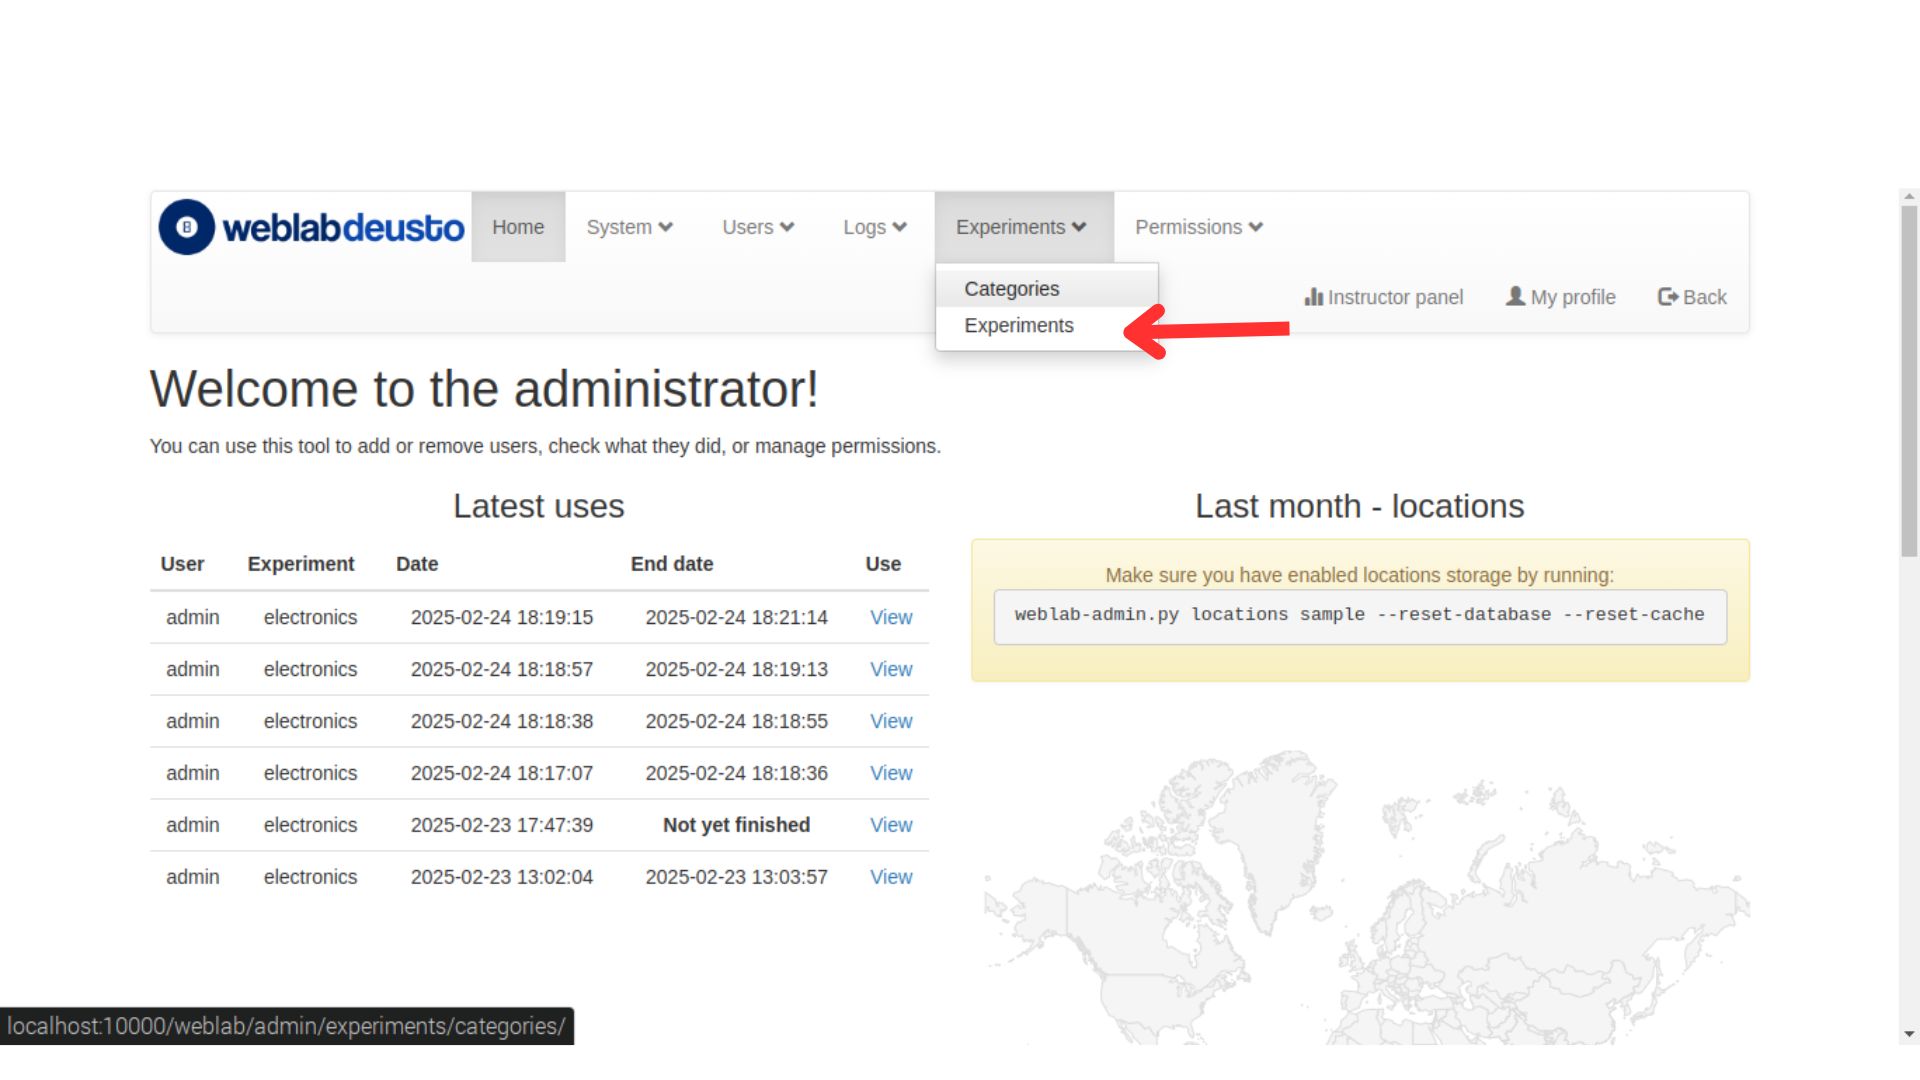 weblabdeusto Home System Users Logs Experiments Permissions
Categories
Experiments
Instructor panel My profile Back
Welcome to the administrator!
You can use this tool to add or remove users, check what they did, or manage permissions.
Latest uses
User Experiment Date End date Use
admin electronics 2025-02-24 18:19:15 2025-02-24 18:21:14 View
admin electronics 2025-02-24 18:18:57 2025-02-24 18:19:13 View
admin electronics 2025-02-24 18:18:38 2025-02-24 18:18:55 View
admin electronics 2025-02-24 18:17:07 2025-02-24 18:18:36 View
admin electronics 2025-02-23 17:47:39 Not yet finished View
admin electronics 2025-02-23 13:02:04 2025-02-23 13:03:57 View
Last month - locations
Make sure you have enabled locations storage by running:
weblab-admin.py locations sample --reset-database --reset-cache
localhost:10000/weblab/admin/experiments/categories/